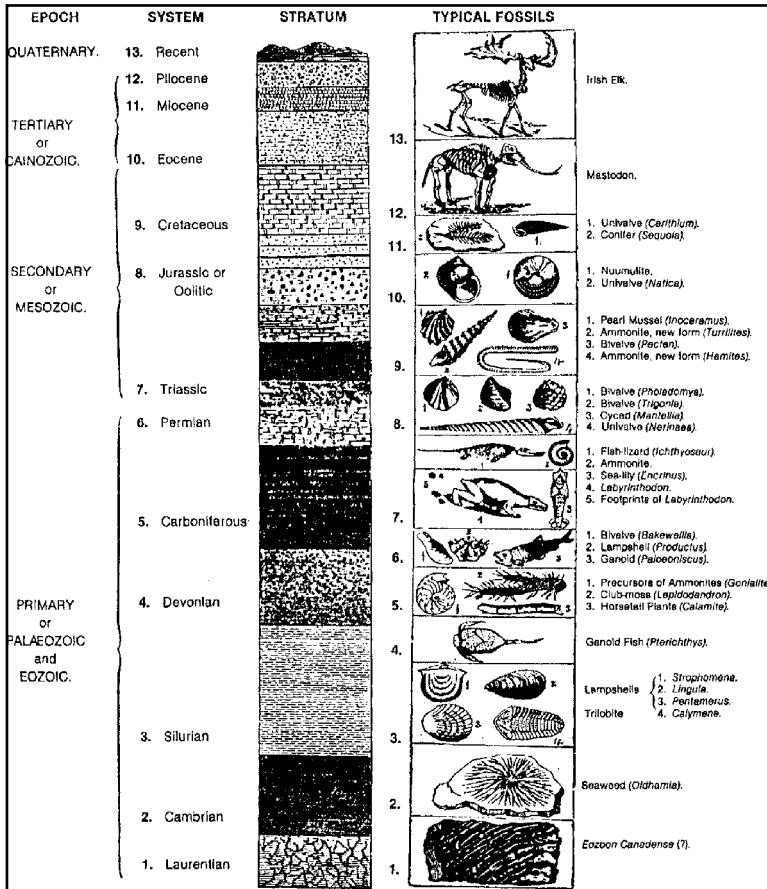 EPOCH SYSTEM STRATUM TYPICAL FOSSILS
QUATERNARY. 13. Recent
12. Pliocene
11. Miocene
TERTIARY
or
CAINOZOIC.
10. Eocene
9. Cretaceous
SECONDARY
or
MESOZOIC.
8. Jurassic or
Oolitic
7. Triassic
6. Permian
5. Carboniferous
4. Devonian
PRIMARY
or
PALÆOZOIC
and
EOZOIC.
3. Silurian
2. Cambrian
1. Laurentian
13.
Irish Elk.
12.
Mastodon.
11.
1. Univalve (Cerithium).
2. Conifer (Sequoia).
10.
1. Nuumulite.
2. Univalve (Natica).
9.
1. Pearl Mussel (Inoceramus).
2. Ammonite, new form (Turrilites).
3. Bivalve (Pecten).
4. Ammonite, new form (Hamites).
8.
1. Bivalve (Pholadomya).
2. Bivalve (Trigonia).
3. Cycad (Mantellia).
4. Univalve (Nerinaea).
7.
1. Fish-lizard (Ichthyosaur).
2. Ammonite.
3. Sea-lily (Encrinus).
4. Labyrinthodon.
5. Footprints of Labyrinthodon.
6.
1. Bivalve (Bakewellia).
2. Lampshell (Productus).
3. Ganoid (Palaeoniscus).
5.
1. Precursors of Ammonites (Gonialite
2. Club-moss (Lepidodandron).
3. Horsetail Plants (Calamite).
4.
Ganoid Fish (Pterichthys).
3.
Lampshells
1. Strophomena.
2. Lingula.
3. Pentamerus.
Trilobite 4. Calymene.
2.
Seaweed (Oldhamia).
1.
Eozoon Canadense (?).